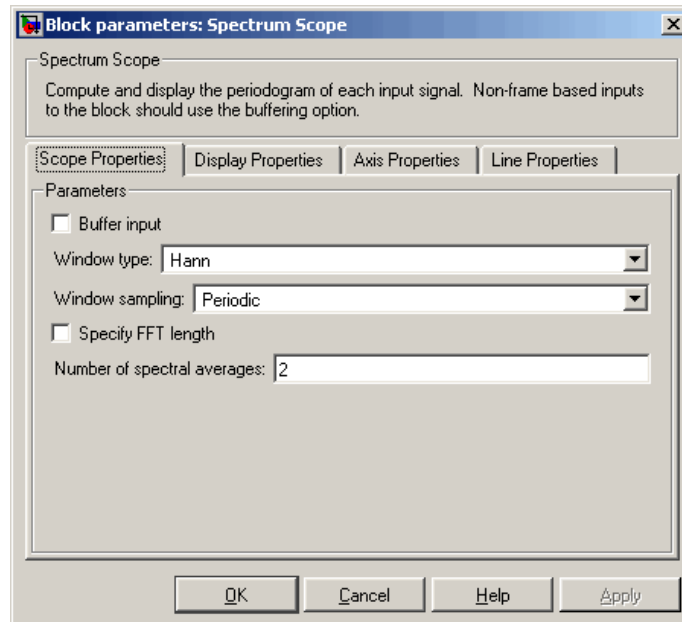 Block parameters: Spectrum Scope
Spectrum Scope
Compute and display the periodogram of each input signal. Non-frame based inputs
to the block should use the buffering option.
Scope Properties Display Properties Axis Properties Line Properties
Parameters
Buffer input
Window type: Hann
Window sampling: Periodic
Specify FFT length
Number of spectral averages: 2
OK Cancel Help Apply